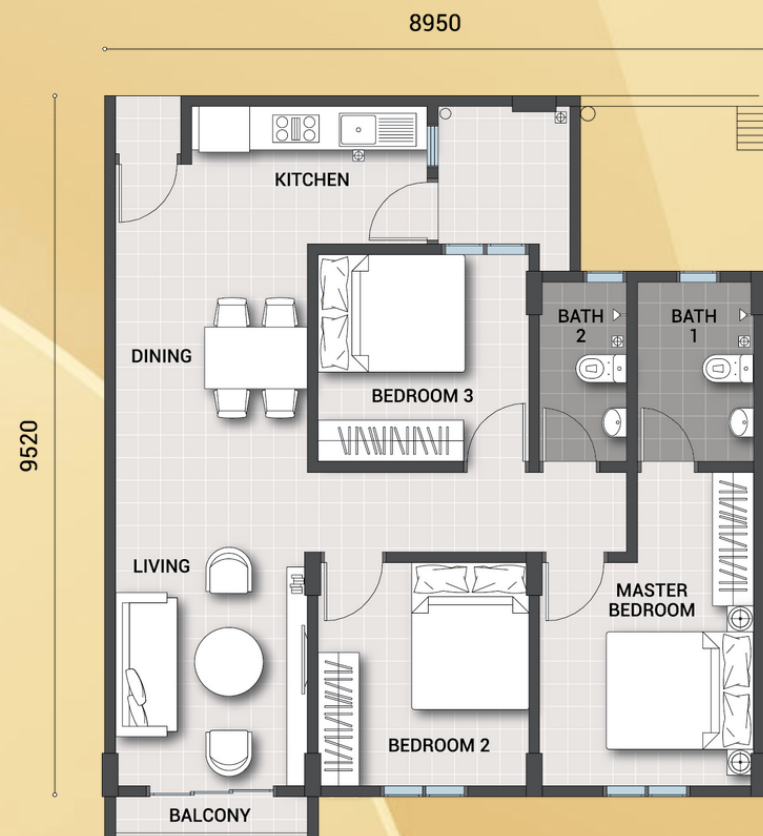 8950
KITCHEN
DINING
BATH
2
BATH
1
BEDROOM 3
9520
LIVING
MASTER
BEDROOM
BEDROOM 2
BALCONY